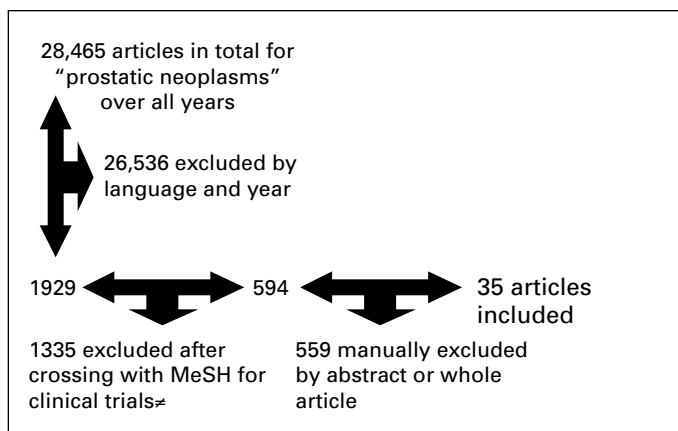 28,465 articles in total for
“prostatic neoplasms”
over all years
26,536 excluded by
language and year
1929
594
35 articles
included
1335 excluded after
crossing with MeSH for
clinical trials≠
559 manually excluded
by abstract or whole
article